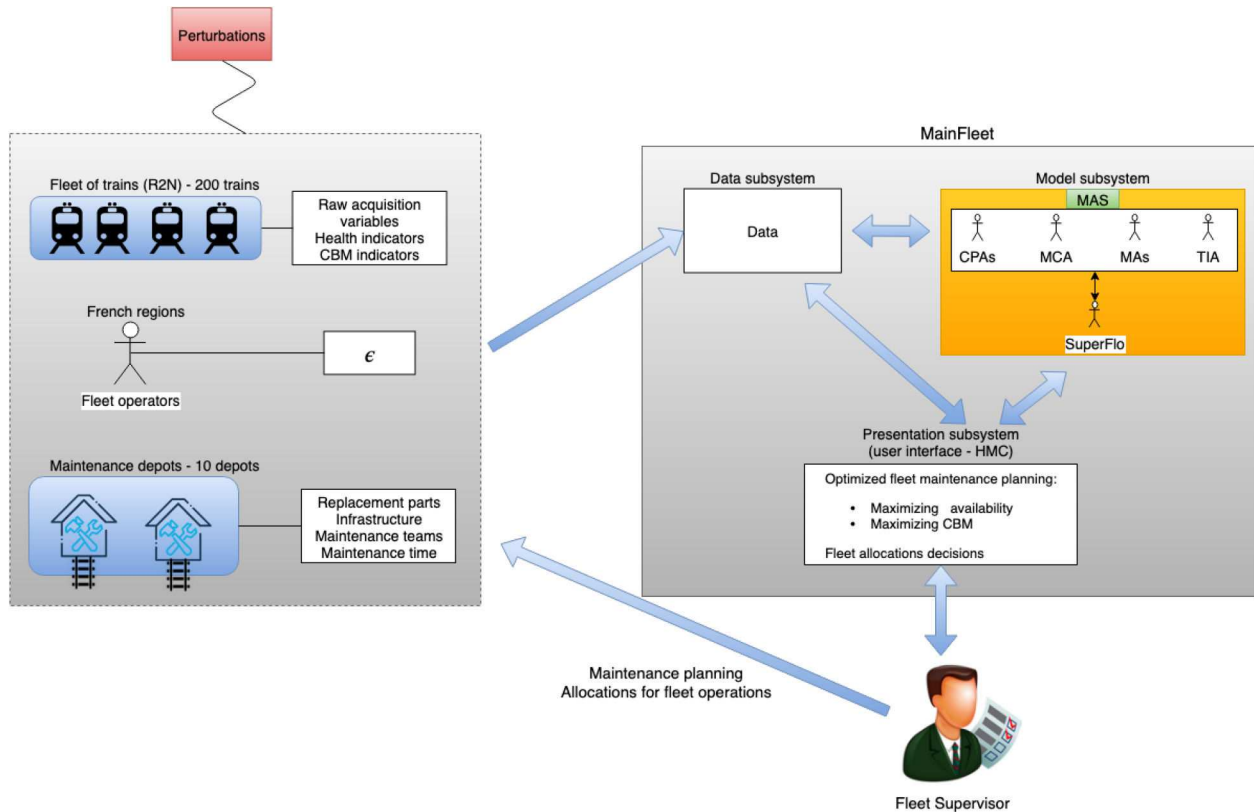 Perturbations
Fleet of trains (R2N) - 200 trains
Raw acquisition
variables
Health indicators
CBM indicators
French regions
ϵ
Fleet operators
Maintenance depots - 10 depots
Replacement parts
Infrastructure
Maintenance teams
Maintenance time
MainFleet
Data subsystem
Data
Model subsystem
MAS
CPAs MCA MAs TIA
SuperFlo
Presentation subsystem
(user interface - HMC)
Optimized fleet maintenance planning:
• Maximizing availability
• Maximizing CBM
Fleet allocations decisions
Maintenance planning
Allocations for fleet operations
Fleet Supervisor